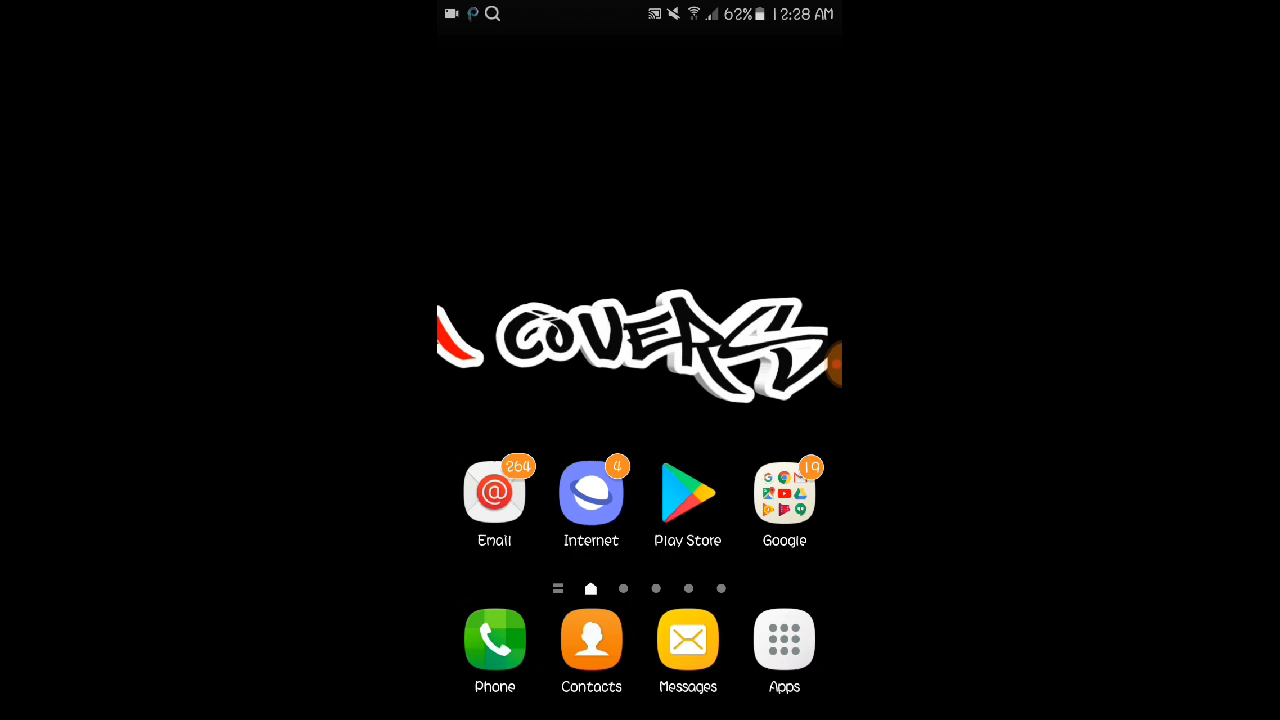 62% 12:28 AM
COVERS
264 4 19
Email Internet Play Store Google
Phone Contacts Messages Apps